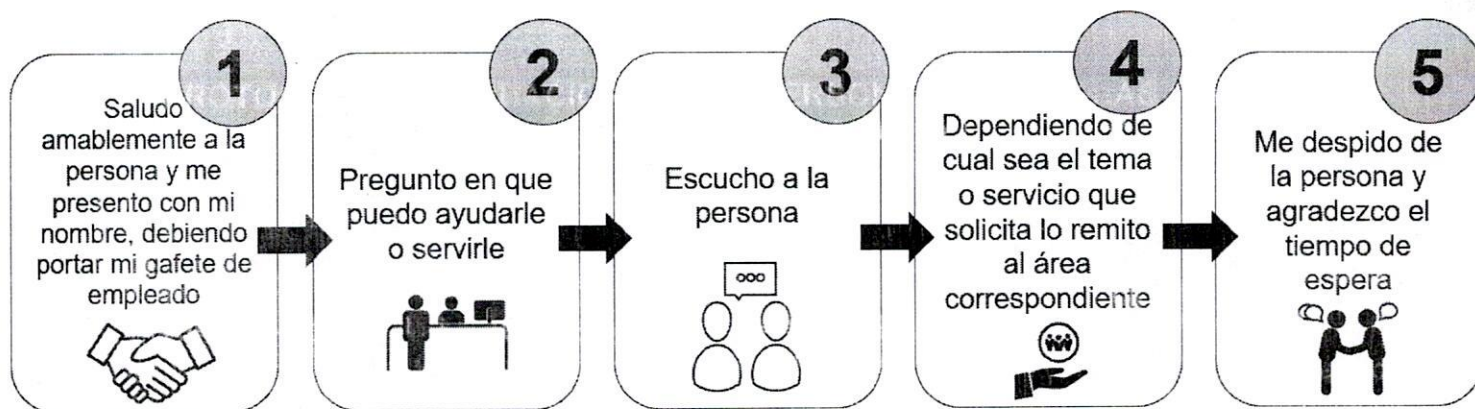 1
Saludo
amablemente a la
persona y me
presento con mi
nombre, debiendo
portar mi gafete de
empleado
2
Pregunto en que
puedo ayudarle
o servirle
3
Escucho a la
persona
4
Dependiendo de
cual sea el tema
o servicio que
solicita lo remito
al área
correspondiente
5
Me despido de
la persona y
agradezco el
tiempo de
espera